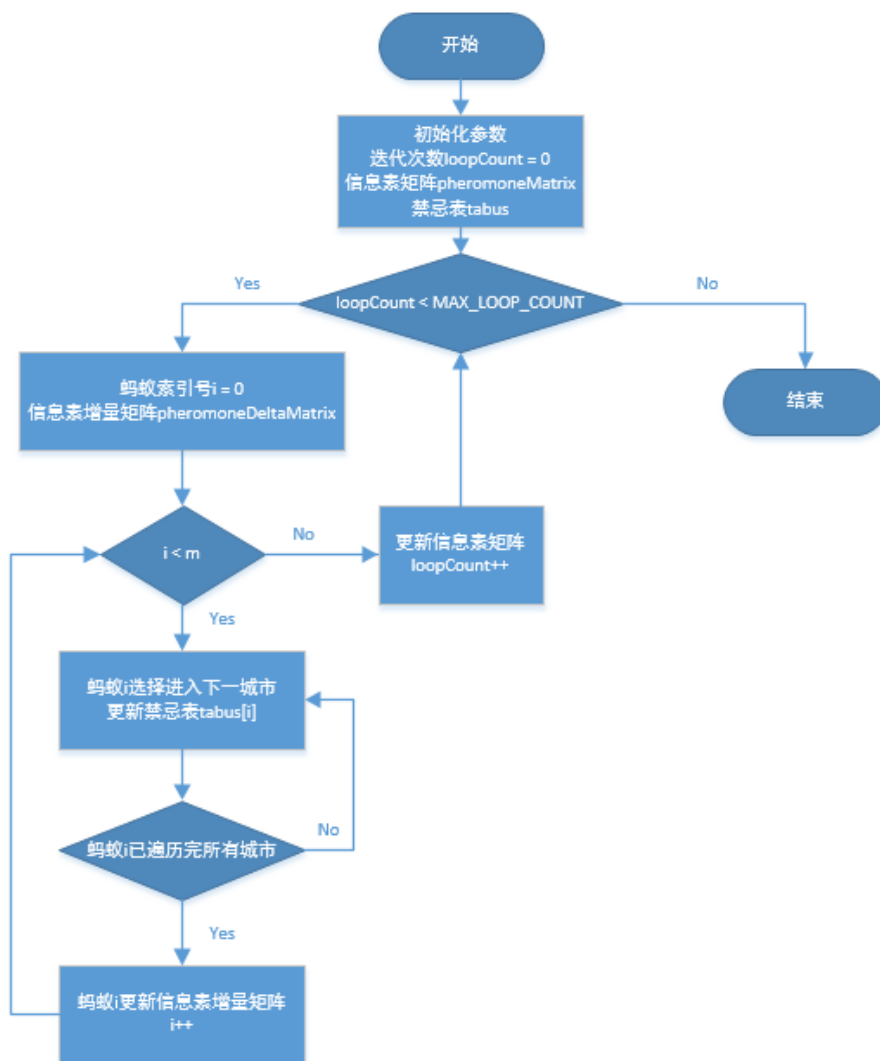 开始
初始化参数
迭代次数loopCount = 0
信息素矩阵pheromoneMatrix
禁忌表tabus
Yes
loopCount < MAX_LOOP_COUNT
No
蚂蚁索引号i = 0
信息素增量矩阵pheromoneDeltaMatrix
结束
i < m
No
更新信息素矩阵
loopCount++
Yes
蚂蚁i选择进入下一城市
更新禁忌表tabus[i]
蚂蚁i已遍历完所有城市
No
Yes
蚂蚁i更新信息素增量矩阵
i++